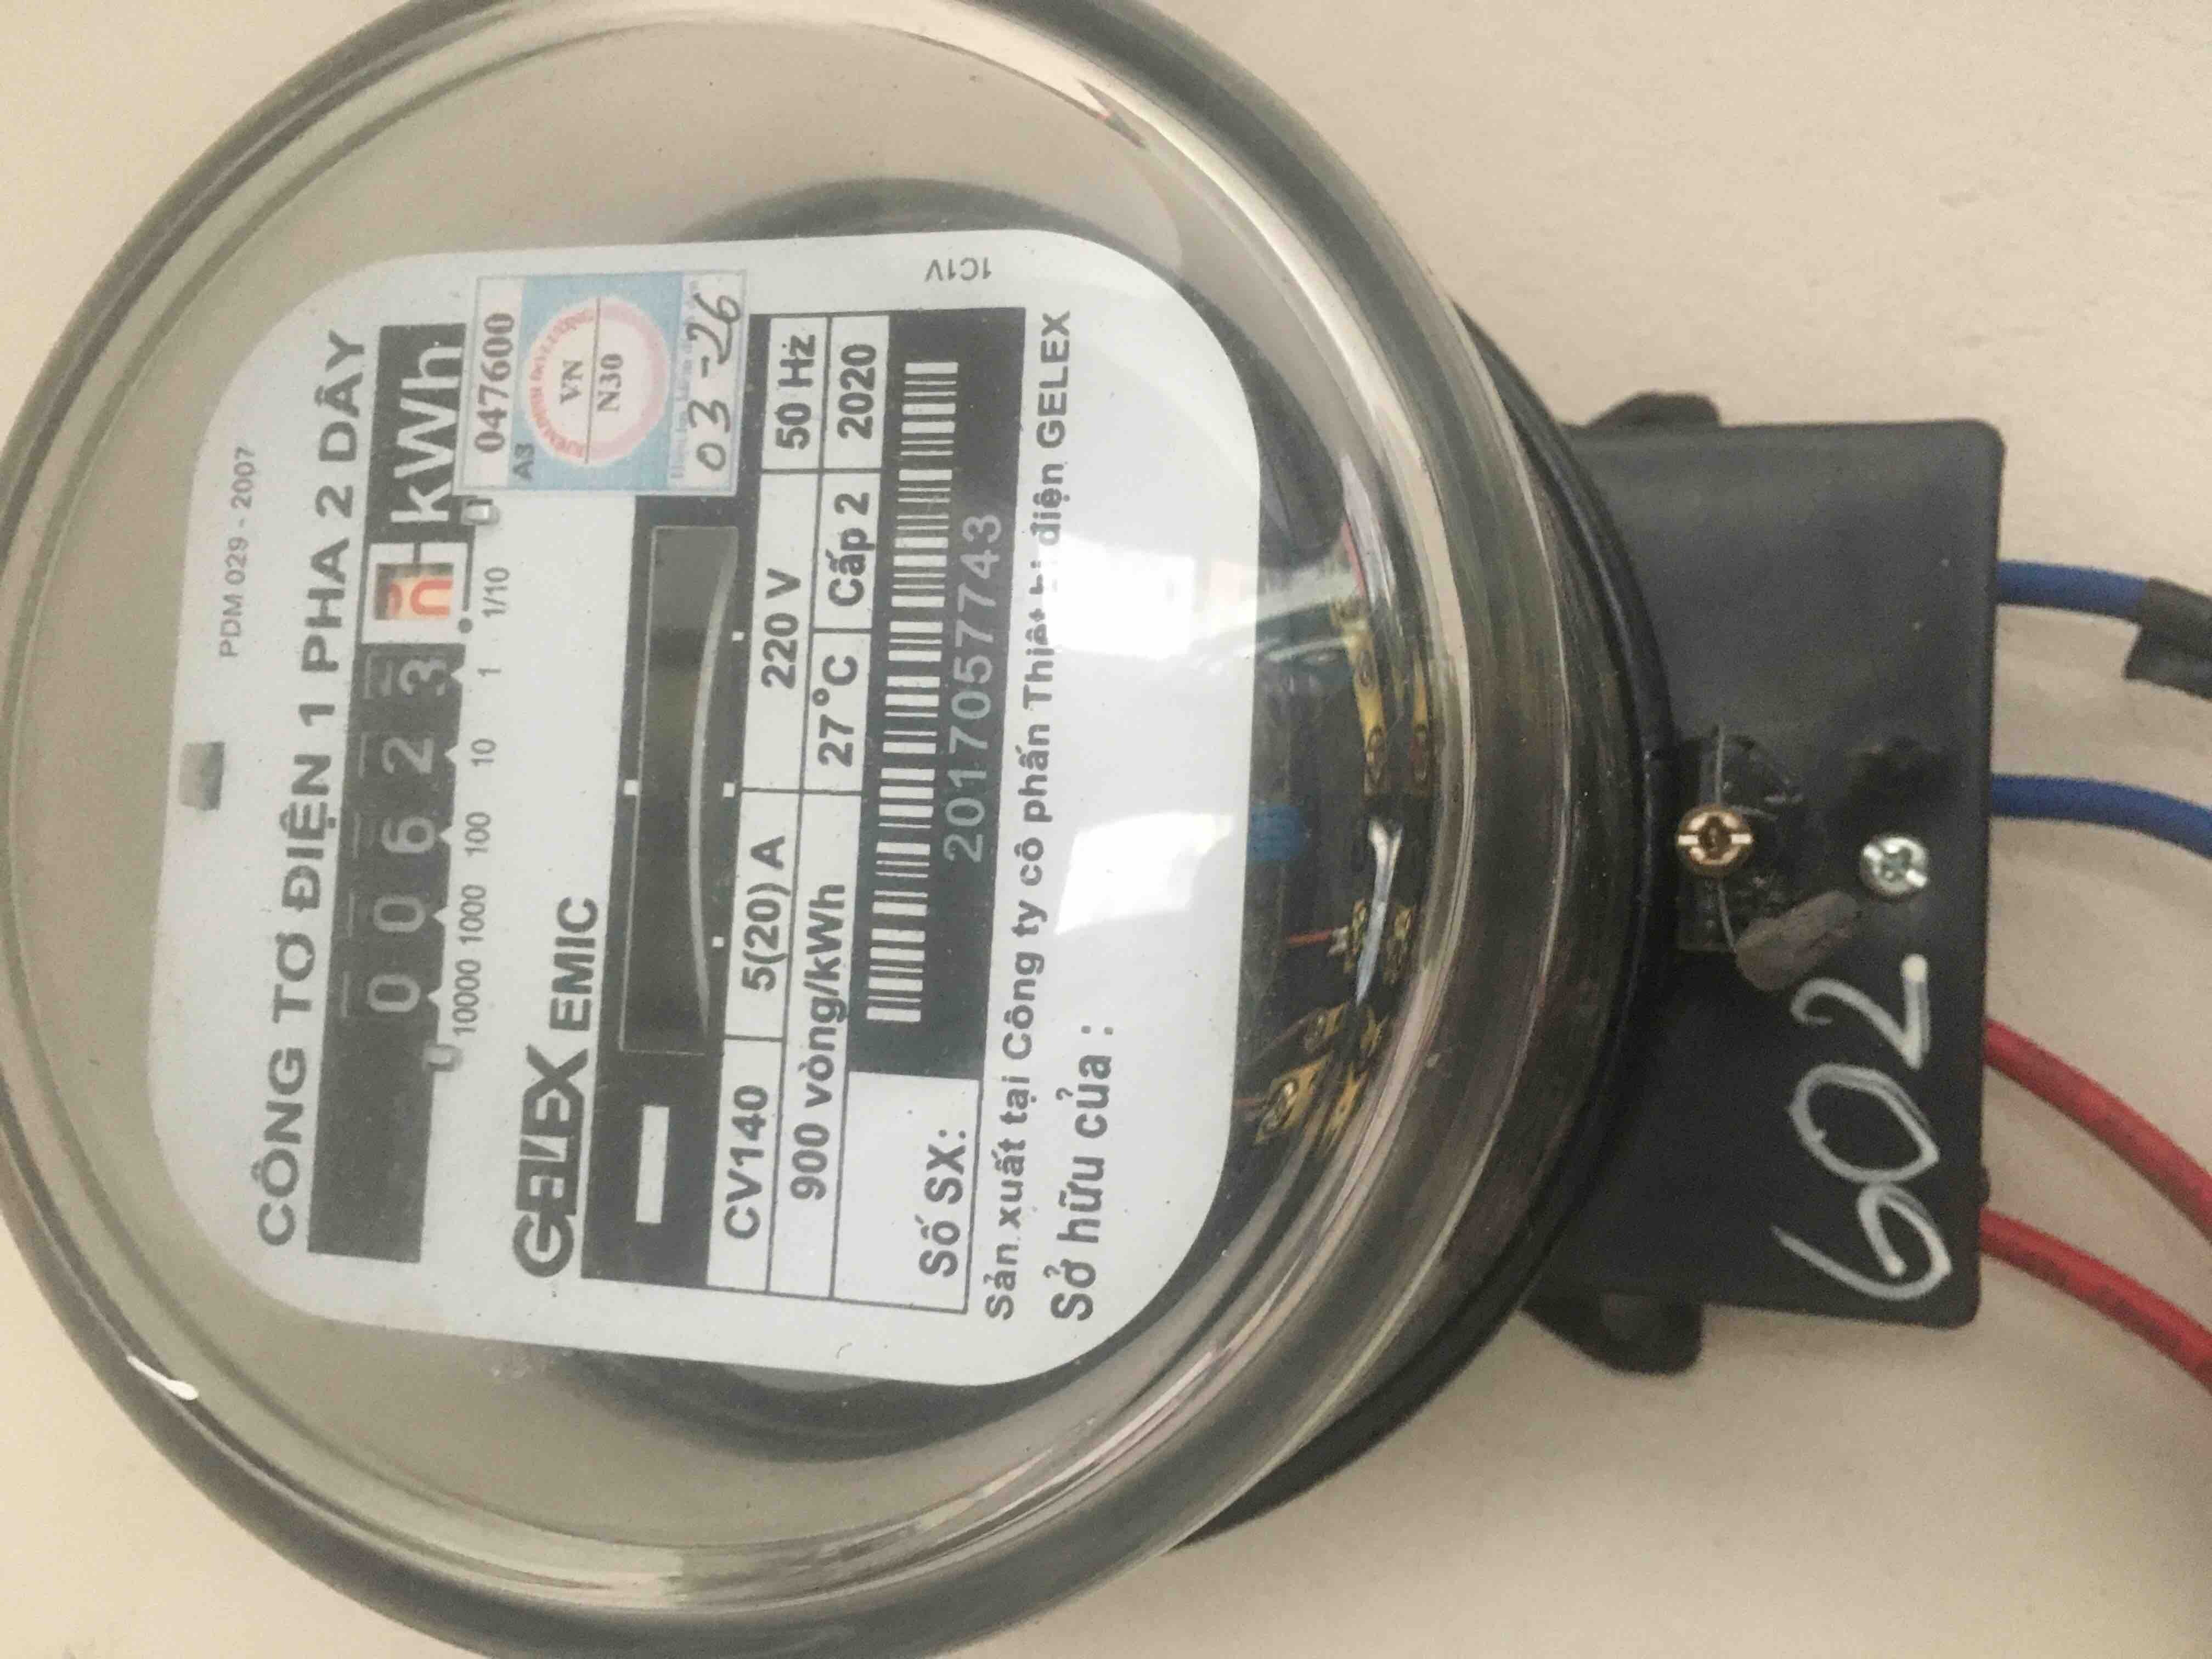 PDM 029 - 2007
CÔNG TƠ ĐIỆN 1 PHA 2 DÂY
0 0 6 2 3 kWh
10000 1000 100 10 1 1/10
047600
A3
VN
N30
03-26
GELEX EMIC
CV140 5(20) A 220 V 50 Hz
900 vòng/kWh 27°C Cấp 2 2020
Số SX:
2017057743
1C1V
Sản xuất tại Công ty cổ phần Thiết bị điện GELEX
Sở hữu của :
602